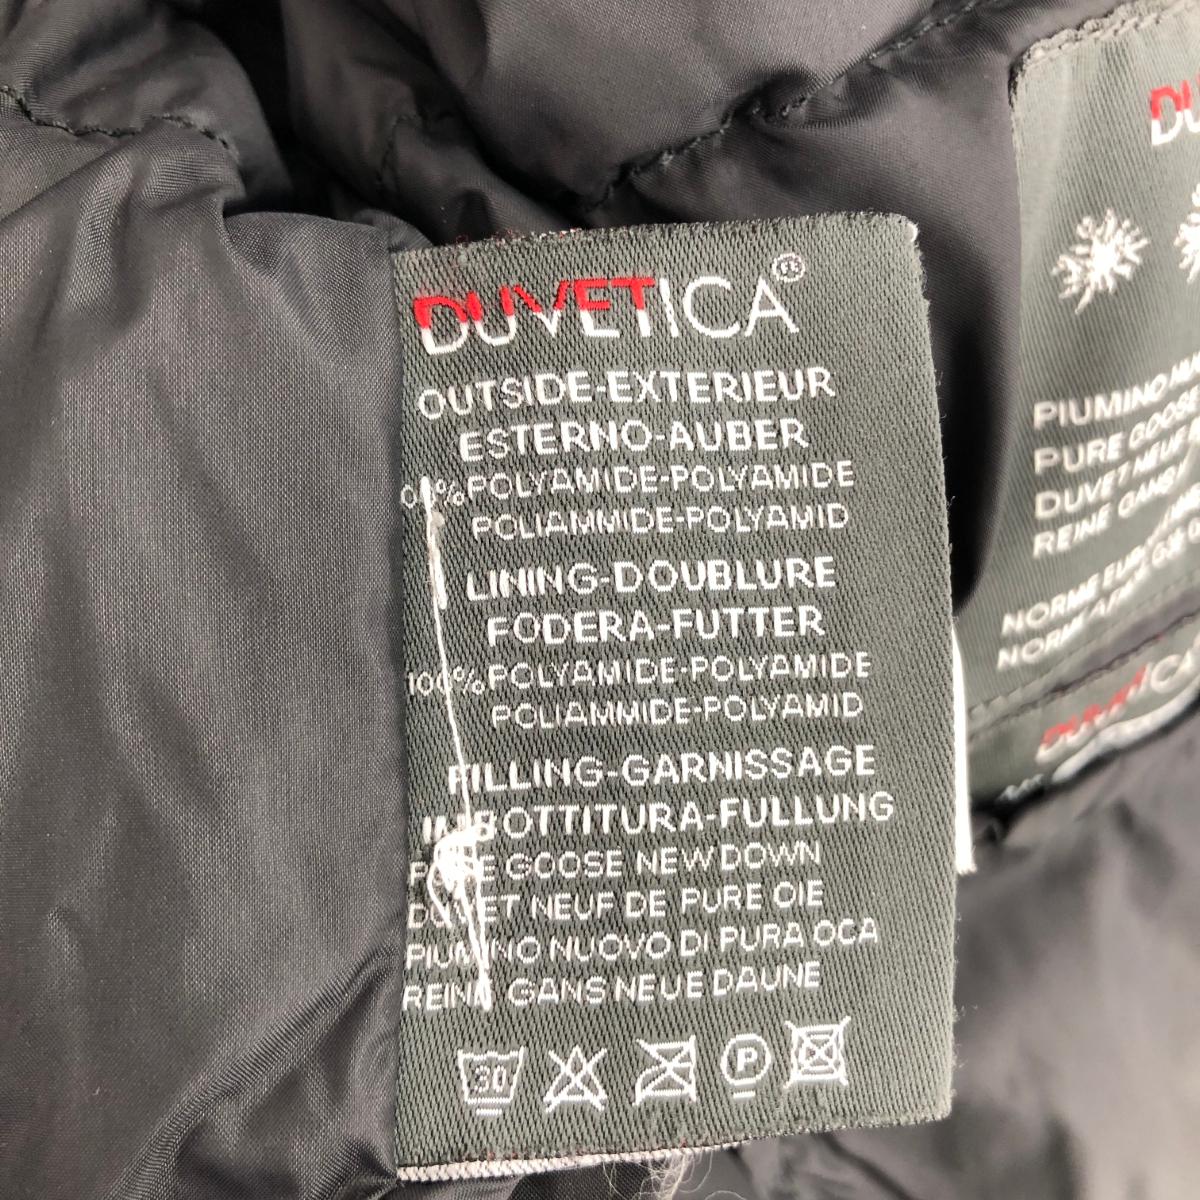 DUVETICA®
OUTSIDE-EXTERIEUR
ESTERNO-AUBER
POLYAMIDE-POLYAMIDE
POLIAMMIDE-POLYAMID
LINING-DOUBLURE
FODERA-FUTTER
100% POLYAMIDE-POLYAMIDE
POLIAMMIDE-POLYAMID
FILLING-GARNISSAGE
IMBOTTITURA-FULLUNG
PURE GOOSE NEW DOWN
DUVET NEUF DE PURE OIE
PIUMINO NUOVO DI PURA OCA
REINE GANS NEUE DAUNE
30 P
PIUMINO
PURE GOOSE
DUVET NEUF
REINE GANS
NORME
NORME
DUVETICA